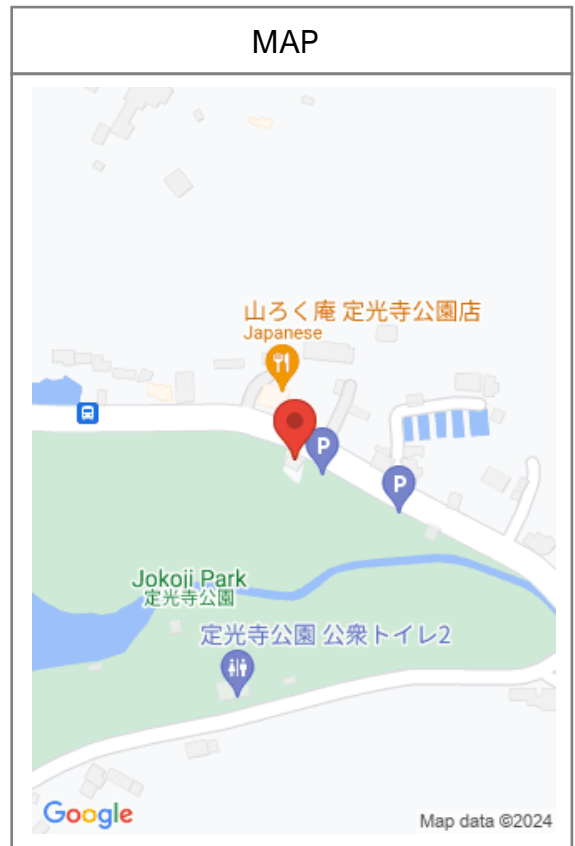 MAP
山ろく庵 定光寺公園店
Japanese
P
P
Jokoji Park
定光寺公園
定光寺公園 公衆トイレ2
Google
Map data ©2024